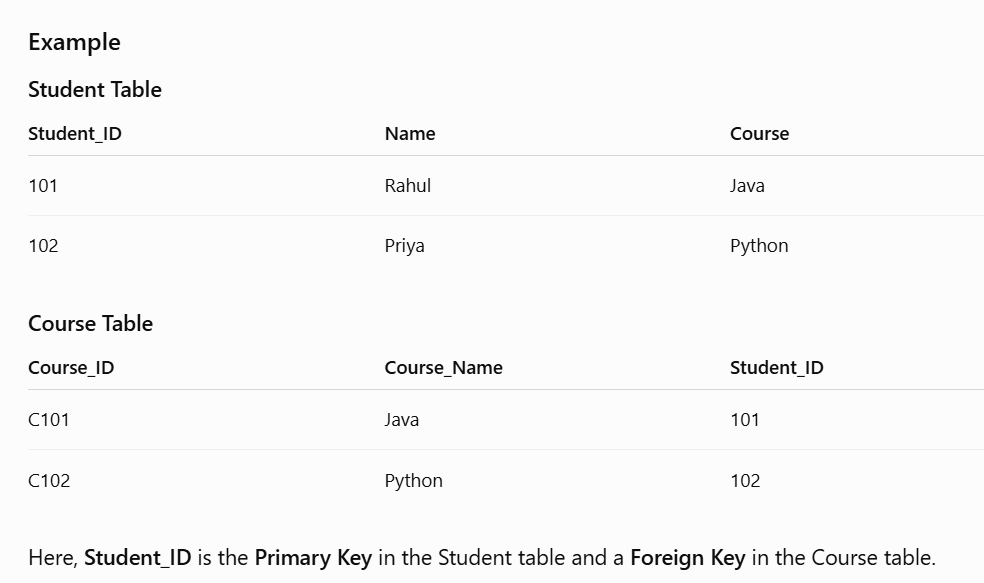 Example
Student Table
Student_ID Name Course
101 Rahul Java
102 Priya Python
Course Table
Course_ID Course_Name Student_ID
C101 Java 101
C102 Python 102
Here, Student_ID is the Primary Key in the Student table and a Foreign Key in the Course table.